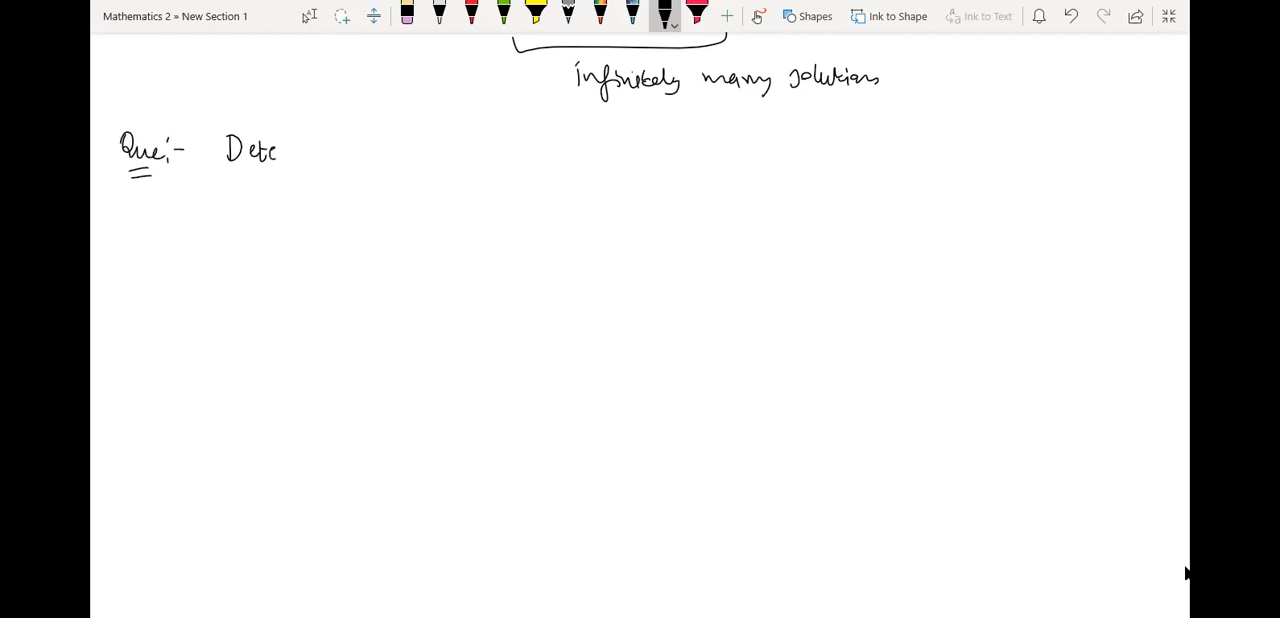 Mathematics 2 » New Section 1
Shapes
Ink to Shape
Ink to Text
infinitely many solutions
Que:- Dete